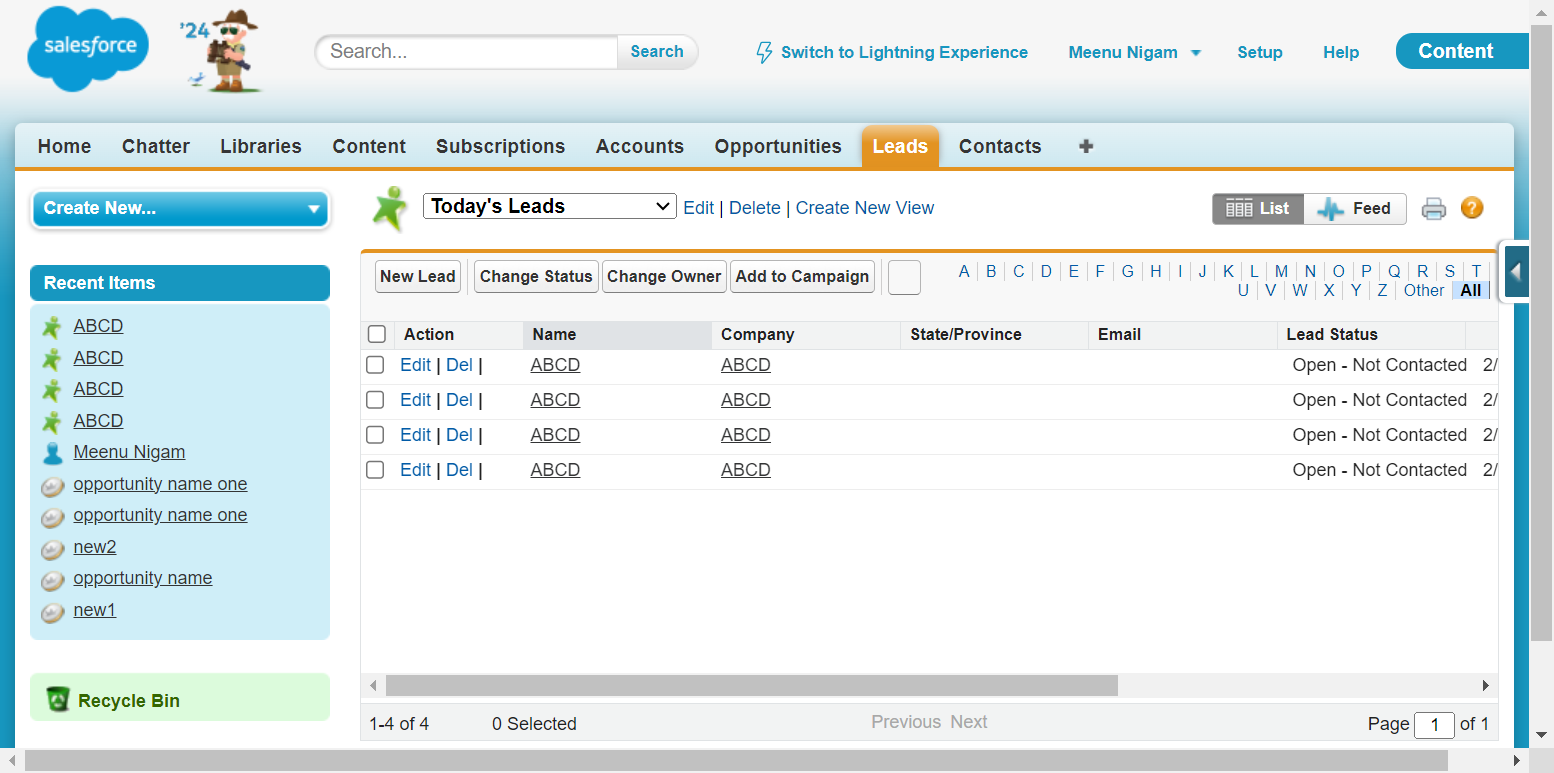 salesforce
'24
Search...
Search
Switch to Lightning Experience
Meenu Nigam
Setup
Help
Content
Home Chatter Libraries Content Subscriptions Accounts Opportunities Leads Contacts +
Create New...
Recent Items
ABCD
ABCD
ABCD
ABCD
Meenu Nigam
opportunity name one
opportunity name one
new2
opportunity name
new1
Recycle Bin
Today's Leads
Edit | Delete | Create New View
List
Feed
?
New Lead Change Status Change Owner Add to Campaign
A B C D E F G H I J K L M N O P Q R S T
U V W X Y Z Other All
Action Name Company State/Province Email Lead Status
Edit | Del | ABCD ABCD Open - Not Contacted 2/
Edit | Del | ABCD ABCD Open - Not Contacted 2/
Edit | Del | ABCD ABCD Open - Not Contacted 2/
Edit | Del | ABCD ABCD Open - Not Contacted 2/
1-4 of 4 0 Selected Previous Next Page 1 of 1